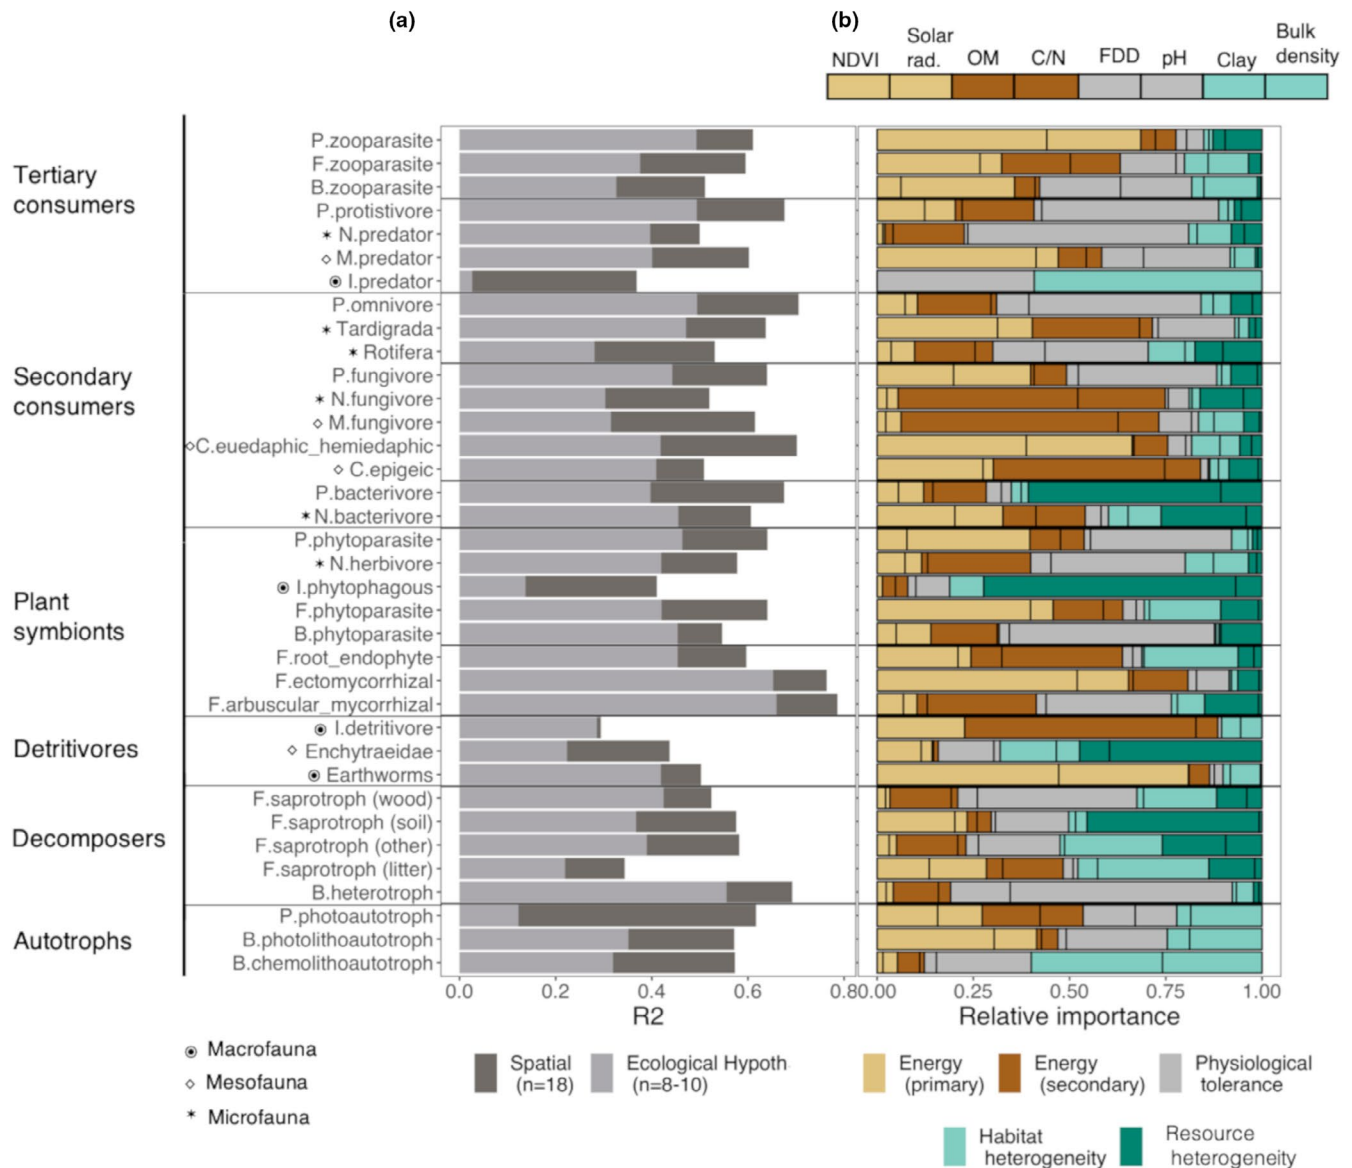 (a)
(b)
NDVI
Solar
rad.
OM
C/N
FDD
pH
Clay
Bulk
density
Tertiary
consumers
P.zooparasite
F.zooparasite
B.zooparasite
P.protistivore
N.predator
M.predator
I.predator
Secondary
consumers
P.omnivore
Tardigrada
Rotifera
P.fungivore
N.fungivore
M.fungivore
C.euedaphic_hemiedaphic
C.epigeic
P.bacterivore
N.bacterivore
Plant
symbionts
P.phytoparasite
N.herbivore
I.phytophagous
F.phytoparasite
B.phytoparasite
F.root_endophyte
F.ectomycorrhizal
F.arbuscular_mycorrhizal
Detritivores
I.detritivore
Enchytraeidae
Earthworms
Decomposers
F.saprotroph (wood)
F.saprotroph (soil)
F.saprotroph (other)
F.saprotroph (litter)
B.heterotroph
Autotrophs
P.photoautotroph
B.photolithoautotroph
B.chemolithoautotroph
0.0 0.2 0.4 0.6 0.8
R2
0.00 0.25 0.50 0.75 1.00
Relative importance
Macrofauna
Mesofauna
Microfauna
Spatial
(n=18)
Ecological Hypoth
(n=8-10)
Energy
(primary)
Energy
(secondary)
Physiological
tolerance
Habitat
heterogeneity
Resource
heterogeneity